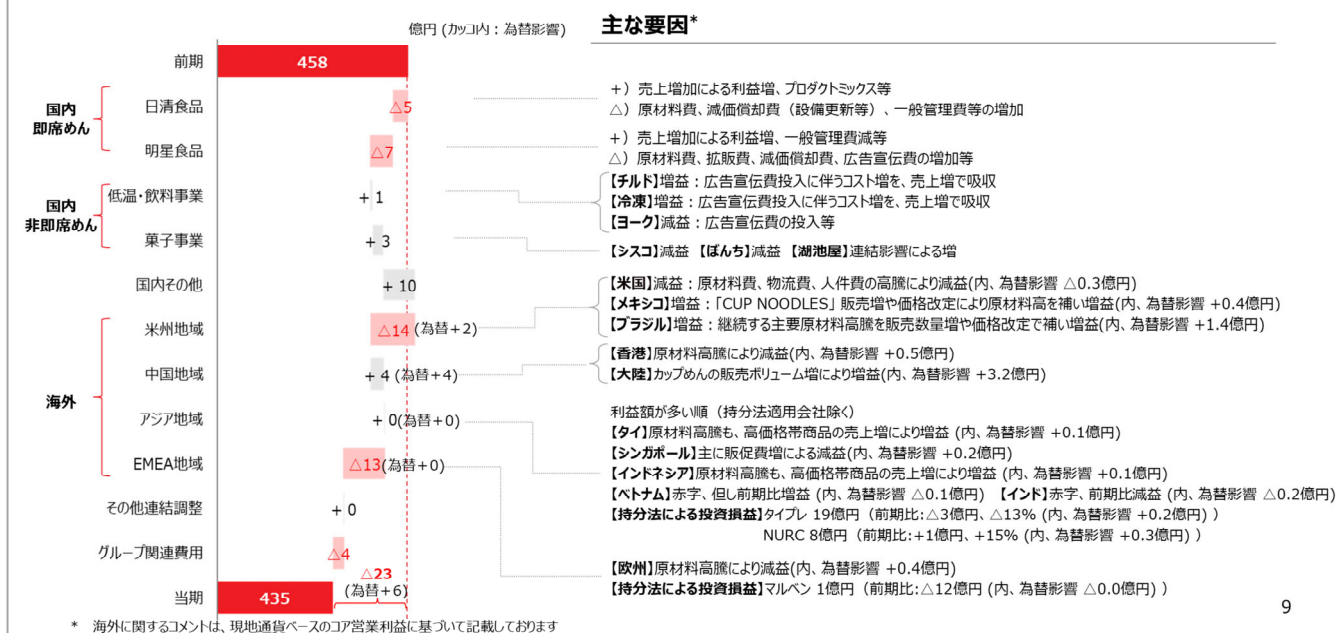 億円 (カッコ内：為替影響)
主な要因*
前期
458
国内
即席めん
日清食品
△5
+）売上増加による利益増、プロダクトミックス等
△）原材料費、減価償却費（設備更新等）、一般管理費等の増加
明星食品
△7
+）売上増加による利益増、一般管理費減等
△）原材料費、拡販費、減価償却費、広告宣伝費の増加等
国内
非即席めん
低温・飲料事業
+ 1
【チルド】増益：広告宣伝費投入に伴うコスト増を、売上増で吸収
【冷凍】増益：広告宣伝費投入に伴うコスト増を、売上増で吸収
【ヨーク】減益：広告宣伝費の投入等
菓子事業
+ 3
【シスコ】減益 【ぼんち】減益 【湖池屋】連結影響による増
国内その他
+ 10
海外
米州地域
△14 (為替+2)
【米国】減益：原材料費、物流費、人件費の高騰により減益(内、為替影響 △0.3億円)
【メキシコ】増益：「CUP NOODLES」販売増や価格改定により原材料高を補い増益(内、為替影響 +0.4億円)
【ブラジル】増益：継続する主要原材料高騰を販売数量増や価格改定で補い増益(内、為替影響 +1.4億円)
中国地域
+ 4 (為替+4)
【香港】原材料高騰により減益(内、為替影響 +0.5億円)
【大陸】カップめんの販売ボリューム増により増益(内、為替影響 +3.2億円)
アジア地域
+ 0(為替+0)
利益額が多い順（持分法適用会社除く）
【タイ】原材料高騰も、高価格帯商品の売上増により増益 (内、為替影響 +0.1億円)
【シンガポール】主に販促費増による減益(内、為替影響 +0.2億円)
【インドネシア】原材料高騰も、高価格帯商品の売上増により増益 (内、為替影響 +0.1億円)
【ベトナム】赤字、但し前期比増益 (内、為替影響 △0.1億円) 【インド】赤字、前期比減益 (内、為替影響 △0.2億円)
【持分法による投資損益】タイプレ 19億円（前期比:△3億円、△13% (内、為替影響 +0.2億円) ）
NURC 8億円（前期比:+1億円、+15% (内、為替影響 +0.3億円) ）
EMEA地域
△13(為替+0)
【欧州】原材料高騰により減益(内、為替影響 +0.4億円)
【持分法による投資損益】マルベン 1億円（前期比:△12億円 (内、為替影響 △0.0億円) ）
その他連結調整
+ 0
グループ関連費用
△4
△23
(為替+6)
当期
435
* 海外に関するコメントは、現地通貨ベースのコア営業利益に基づいて記載しております
9